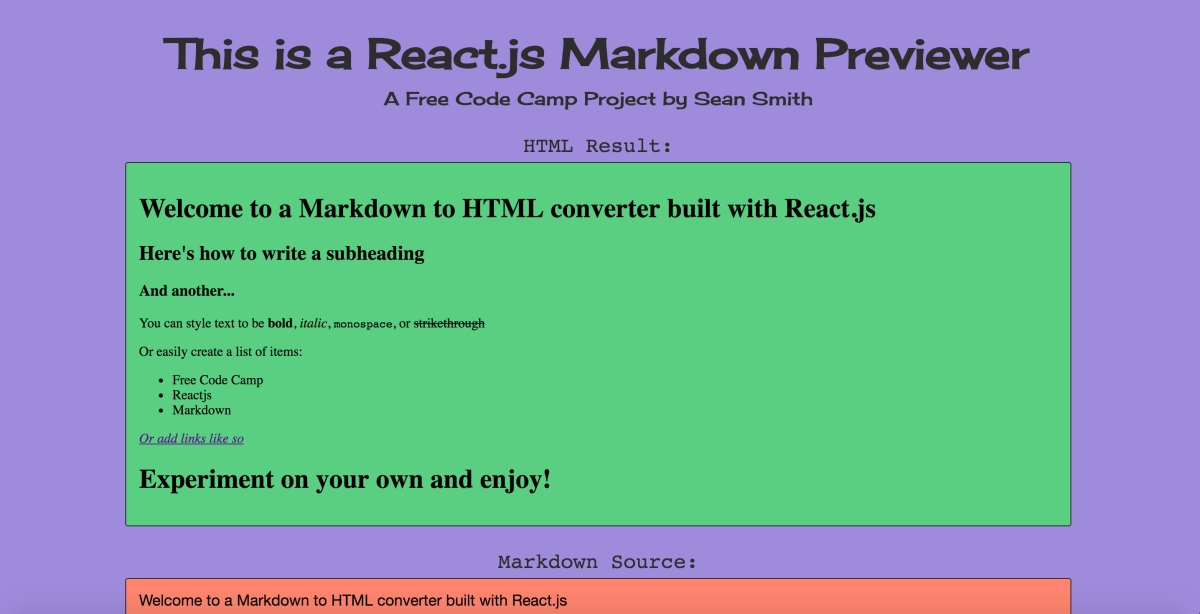 This is a React.js Markdown Previewer
A Free Code Camp Project by Sean Smith
HTML Result:
Welcome to a Markdown to HTML converter built with React.js
Here's how to write a subheading
And another...
You can style text to be bold, italic, monospace, or strikethrough
Or easily create a list of items:
• Free Code Camp
• Reactjs
• Markdown
Or add links like so
Experiment on your own and enjoy!
Markdown Source:
Welcome to a Markdown to HTML converter built with React.js